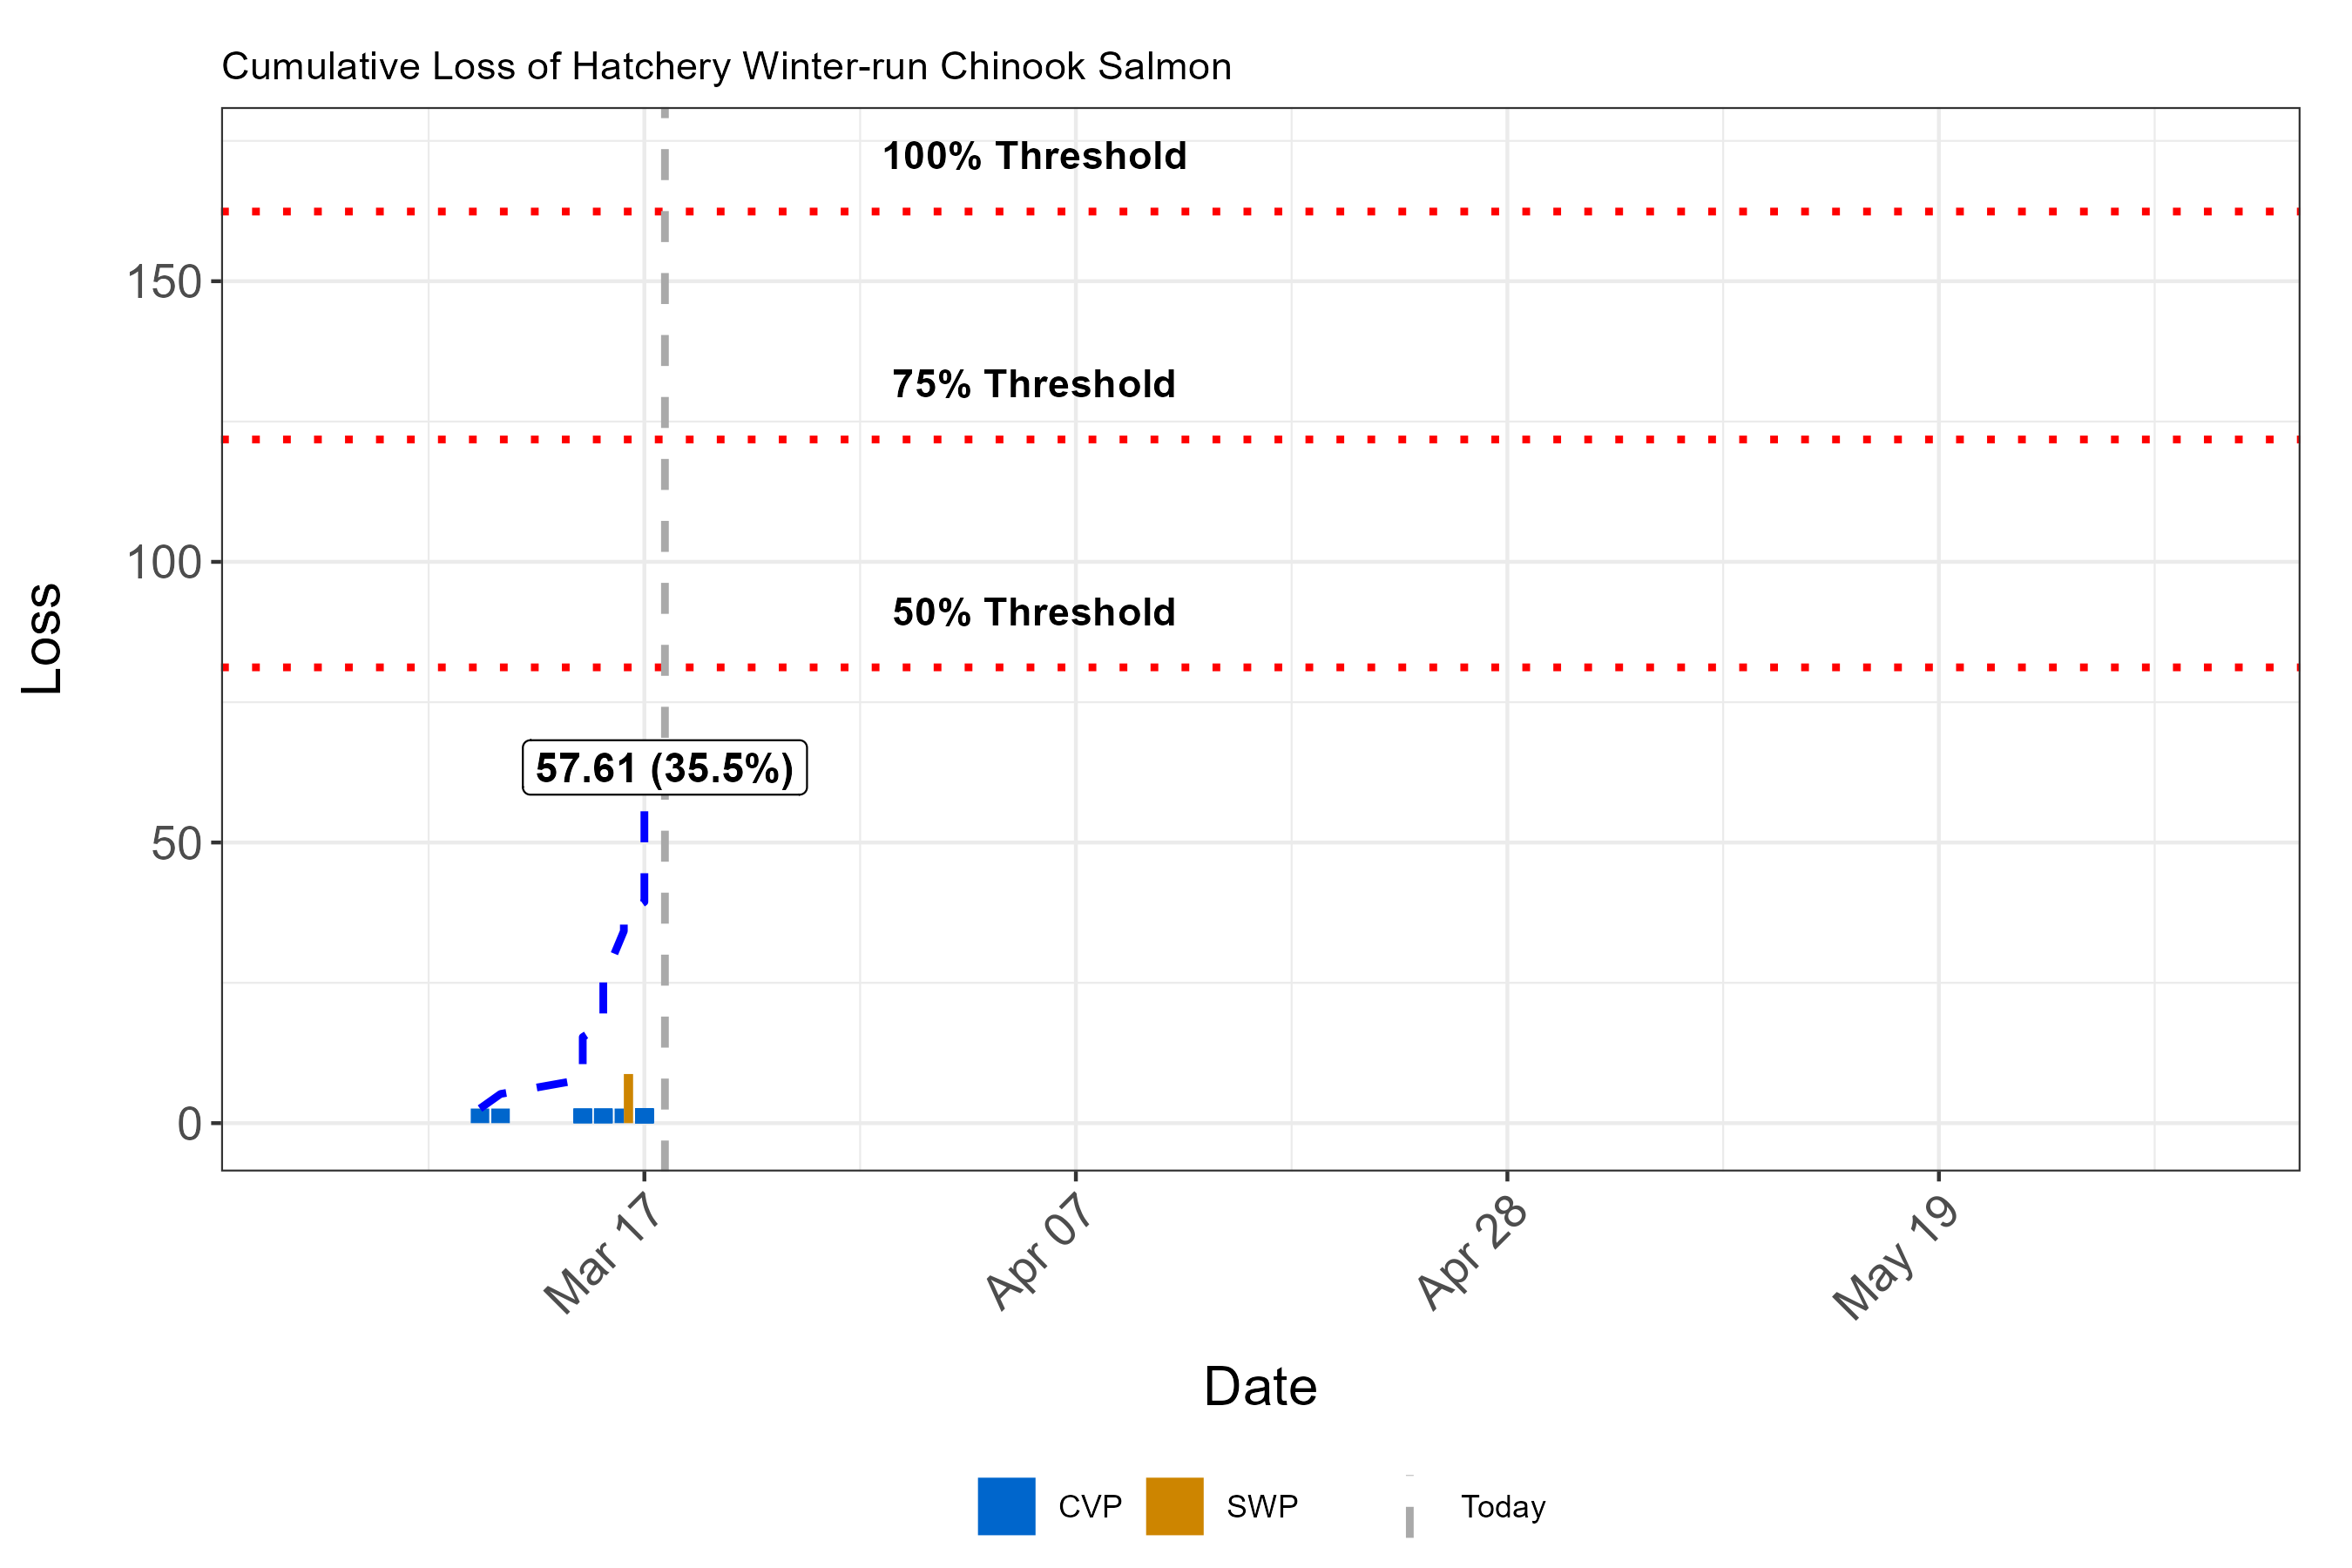 Cumulative Loss of Hatchery Winter-run Chinook Salmon
100% Threshold
75% Threshold
50% Threshold
57.61 (35.5%)
150
100
50
0
Loss
Mar 17
Apr 07
Apr 28
May 19
Date
CVP
SWP
Today